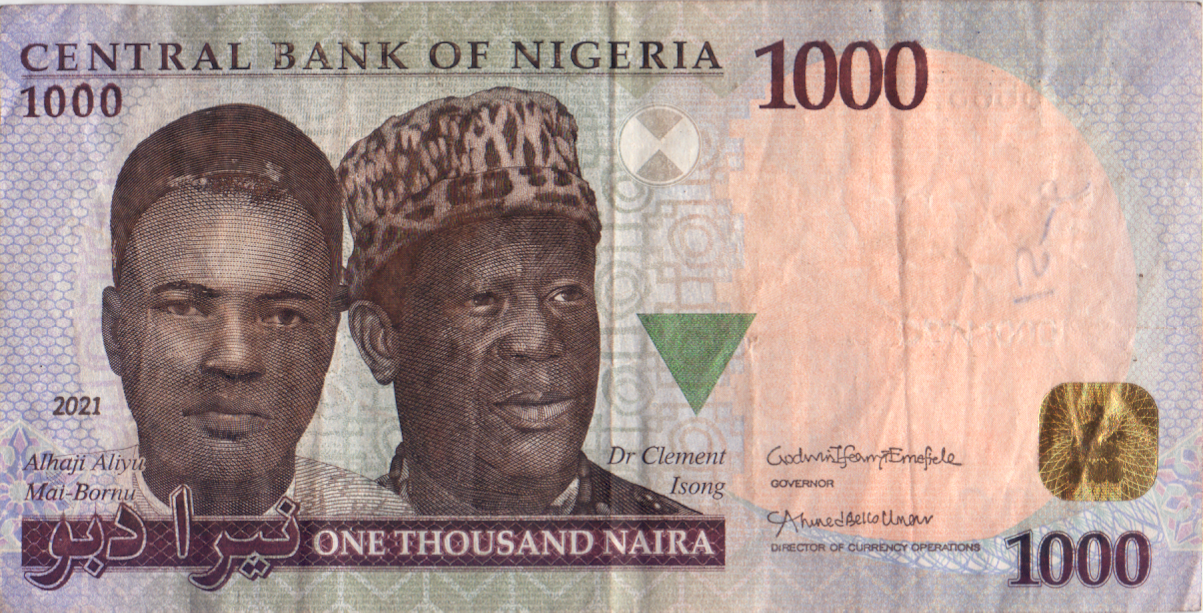 CENTRAL BANK OF NIGERIA
1000
1000
2021
Alhaji Aliyu
Mai-Bornu
Dr Clement
Isong
GodwinIfeanyiEmefiele
GOVERNOR
AhmedBelloUmar
DIRECTOR OF CURRENCY OPERATIONS
نيرا دبو
ONE THOUSAND NAIRA
1000